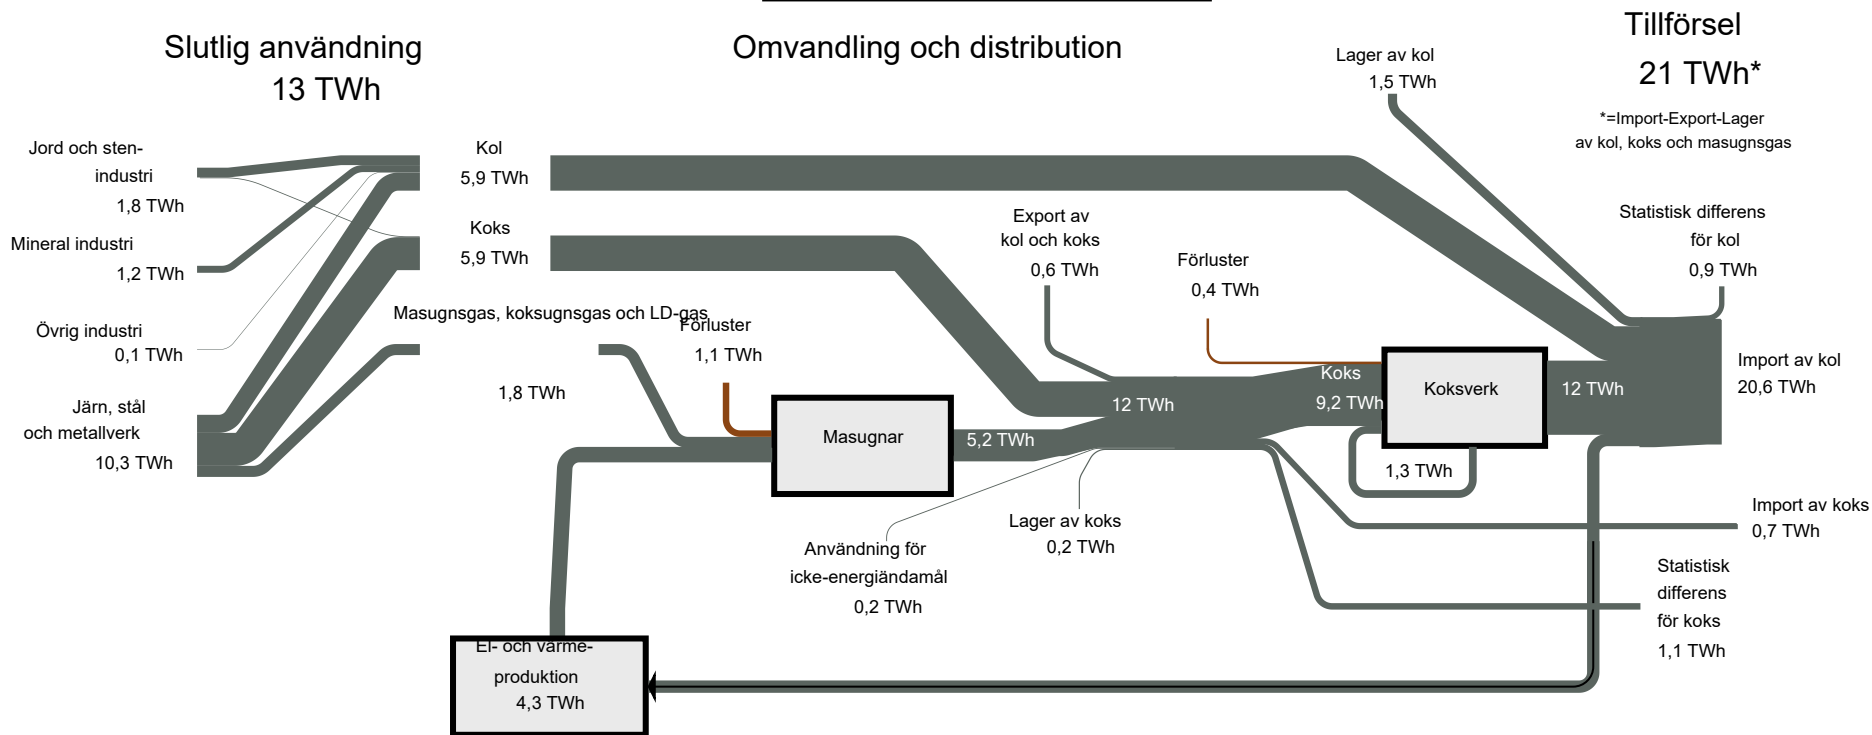 Slutlig användning
13 TWh
Omvandling och distribution
Tillförsel
21 TWh*
*=Import-Export-Lager
av kol, koks och masugnsgas
Lager av kol
1,5 TWh
Jord och sten-
industri
1,8 TWh
Mineral industri
1,2 TWh
Övrig industri
0,1 TWh
Järn, stål
och metallverk
10,3 TWh
Kol
5,9 TWh
Koks
5,9 TWh
Masugnsgas, koksugnsgas och LD-gas
1,8 TWh
Förluster
1,1 TWh
Masugnar
5,2 TWh
Export av
kol och koks
0,6 TWh
12 TWh
Förluster
0,4 TWh
Koks
9,2 TWh
Koksverk
1,3 TWh
12 TWh
Statistisk differens
för kol
0,9 TWh
Import av kol
20,6 TWh
Import av koks
0,7 TWh
Statistisk
differens
för koks
1,1 TWh
Lager av koks
0,2 TWh
Användning för
icke-energiändamål
0,2 TWh
El- och värme-
produktion
4,3 TWh